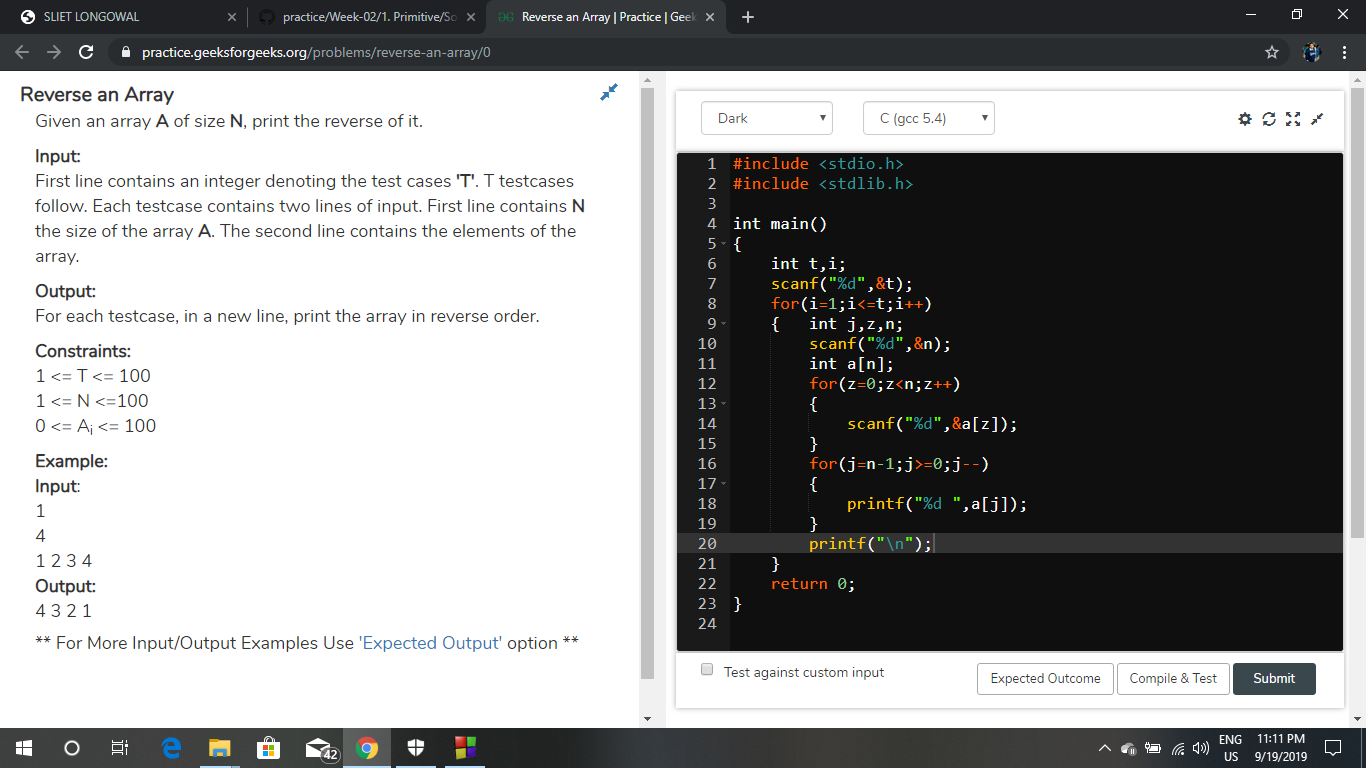 SLIET LONGOWAL
practice/Week-02/1. Primitive/So
Reverse an Array | Practice | Geek
practice.geeksforgeeks.org/problems/reverse-an-array/0
Reverse an Array
Given an array A of size N, print the reverse of it.
Input:
First line contains an integer denoting the test cases 'T'. T testcases
follow. Each testcase contains two lines of input. First line contains N
the size of the array A. The second line contains the elements of the
array.
Output:
For each testcase, in a new line, print the array in reverse order.
Constraints:
1 <= T <= 100
1 <= N <=100
0 <= Ai <= 100
Example:
Input:
1
4
1 2 3 4
Output:
4 3 2 1
** For More Input/Output Examples Use 'Expected Output' option **
Dark
C (gcc 5.4)
1 #include <stdio.h>
2 #include <stdlib.h>
3
4 int main()
5 {
6     int t,i;
7     scanf("%d",&t);
8     for(i=1;i<=t;i++)
9     {   int j,z,n;
10         scanf("%d",&n);
11         int a[n];
12         for(z=0;z<n;z++)
13         {
14             scanf("%d",&a[z]);
15         }
16         for(j=n-1;j>=0;j--)
17         {
18             printf("%d ",a[j]);
19         }
20         printf("\n");
21     }
22     return 0;
23 }
24
Test against custom input
Expected Outcome
Compile & Test
Submit
42
ENG
US
11:11 PM
9/19/2019